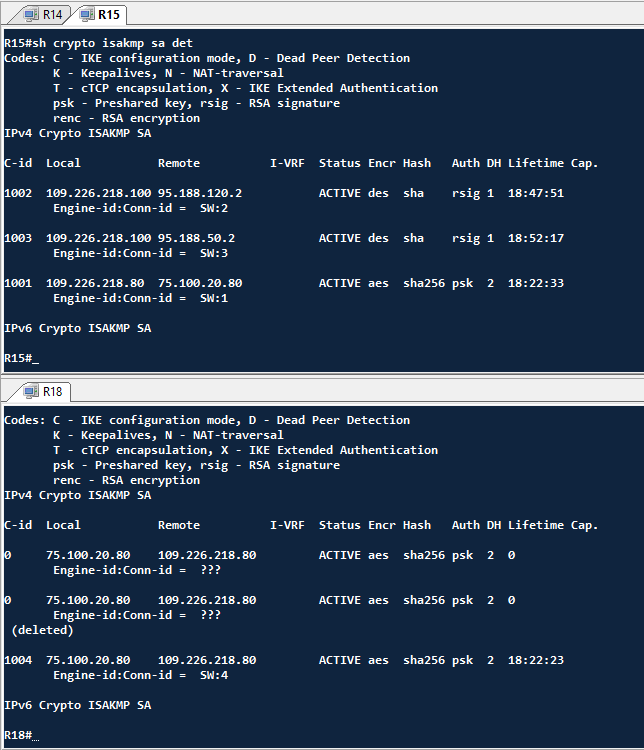 R14 R15
R15#sh crypto isakmp sa det
Codes: C - IKE configuration mode, D - Dead Peer Detection
K - Keepalives, N - NAT-traversal
T - cTCP encapsulation, X - IKE Extended Authentication
psk - Preshared key, rsig - RSA signature
renc - RSA encryption
IPv4 Crypto ISAKMP SA
C-id Local Remote I-VRF Status Encr Hash Auth DH Lifetime Cap.
1002 109.226.218.100 95.188.120.2 ACTIVE des sha rsig 1 18:47:51
Engine-id:Conn-id = SW:2
1003 109.226.218.100 95.188.50.2 ACTIVE des sha rsig 1 18:52:17
Engine-id:Conn-id = SW:3
1001 109.226.218.80 75.100.20.80 ACTIVE aes sha256 psk 2 18:22:33
Engine-id:Conn-id = SW:1
IPv6 Crypto ISAKMP SA
R15#_
R18
Codes: C - IKE configuration mode, D - Dead Peer Detection
K - Keepalives, N - NAT-traversal
T - cTCP encapsulation, X - IKE Extended Authentication
psk - Preshared key, rsig - RSA signature
renc - RSA encryption
IPv4 Crypto ISAKMP SA
C-id Local Remote I-VRF Status Encr Hash Auth DH Lifetime Cap.
0 75.100.20.80 109.226.218.80 ACTIVE aes sha256 psk 2 0
Engine-id:Conn-id = ???
0 75.100.20.80 109.226.218.80 ACTIVE aes sha256 psk 2 0
Engine-id:Conn-id = ???
(deleted)
1004 75.100.20.80 109.226.218.80 ACTIVE aes sha256 psk 2 18:22:23
Engine-id:Conn-id = SW:4
IPv6 Crypto ISAKMP SA
R18#_